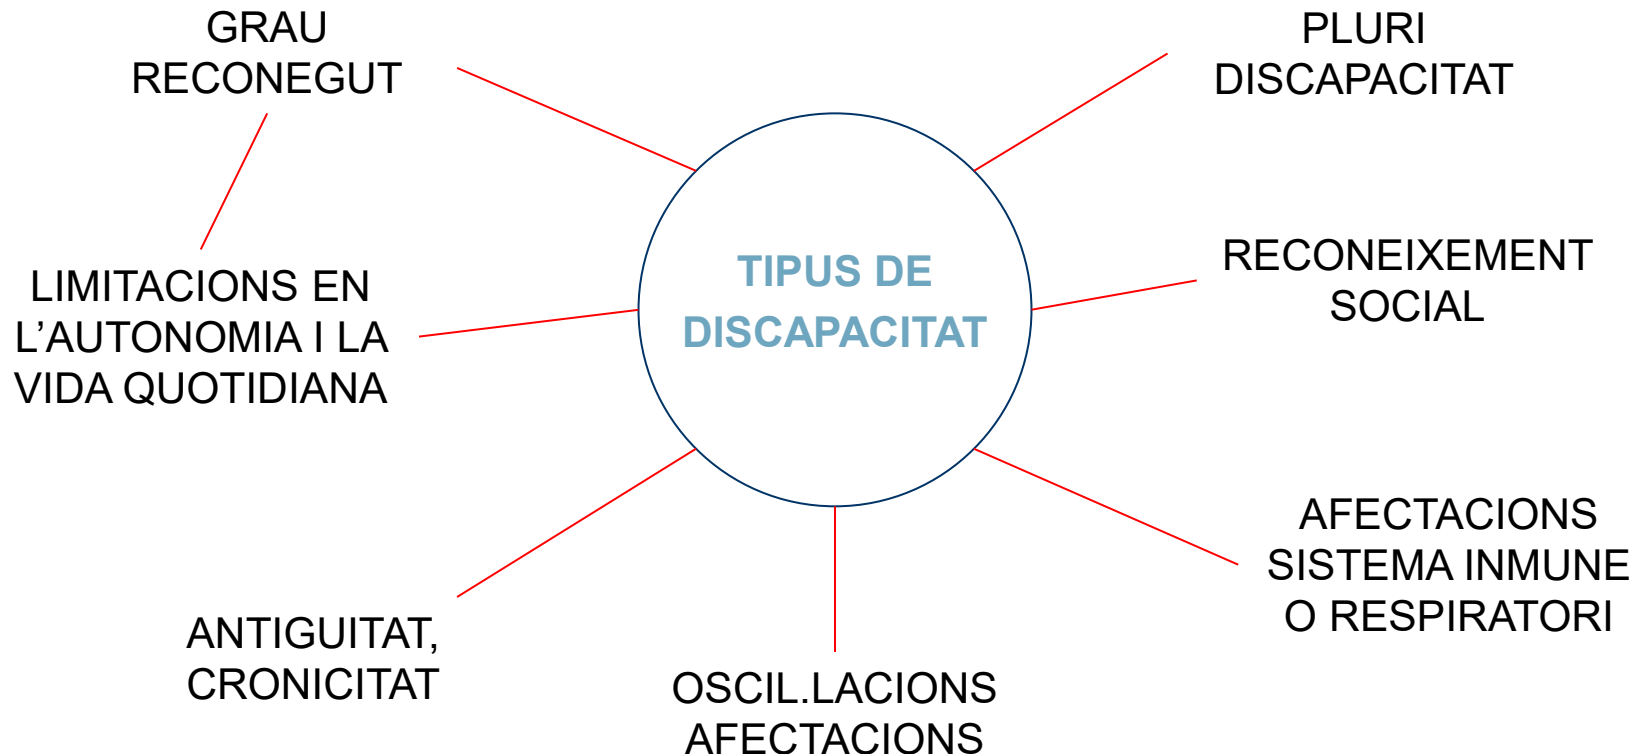 GRAU
RECONEGUT
PLURI
DISCAPACITAT
TIPUS DE
DISCAPACITAT
LIMITACIONS EN
L’AUTONOMIA I LA
VIDA QUOTIDIANA
RECONEIXEMENT
SOCIAL
ANTIGUITAT,
CRONICITAT
OSCIL.LACIONS
AFECTACIONS
AFECTACIONS
SISTEMA INMUNE
O RESPIRATORI